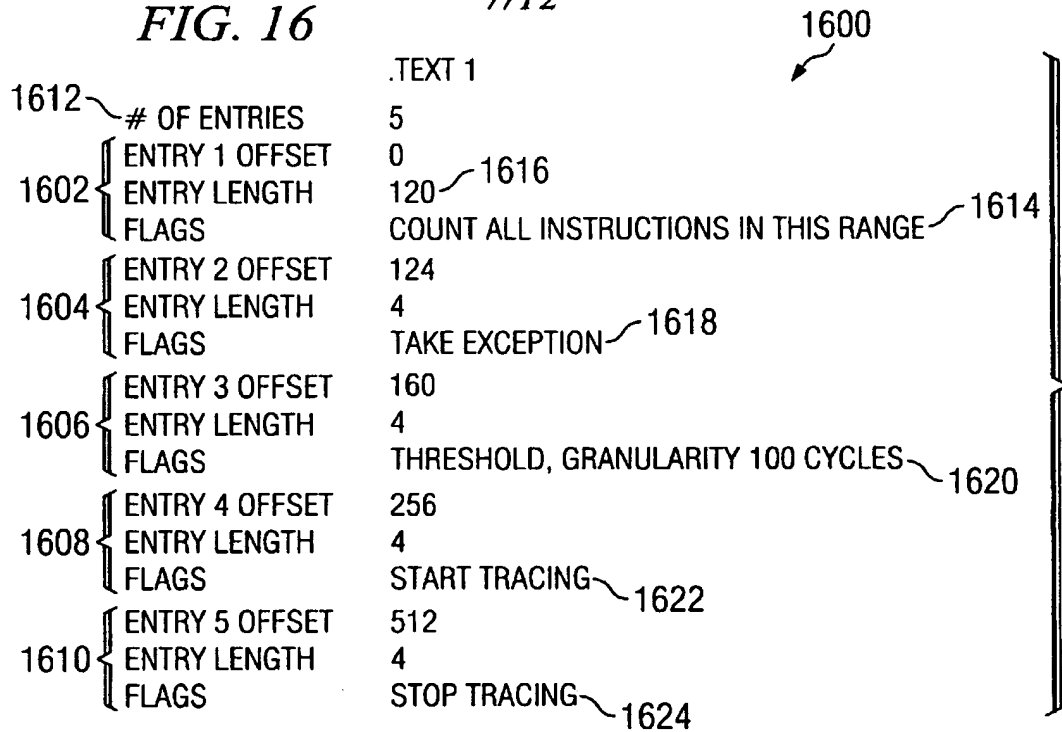 FIG. 16
7/12
1600
.TEXT 1
1612 # OF ENTRIES 5
ENTRY 1 OFFSET 0
1602 ENTRY LENGTH 120 1616
FLAGS COUNT ALL INSTRUCTIONS IN THIS RANGE 1614
ENTRY 2 OFFSET 124
1604 ENTRY LENGTH 4
FLAGS TAKE EXCEPTION 1618
ENTRY 3 OFFSET 160
1606 ENTRY LENGTH 4
FLAGS THRESHOLD, GRANULARITY 100 CYCLES 1620
ENTRY 4 OFFSET 256
1608 ENTRY LENGTH 4
FLAGS START TRACING 1622
ENTRY 5 OFFSET 512
1610 ENTRY LENGTH 4
FLAGS STOP TRACING 1624